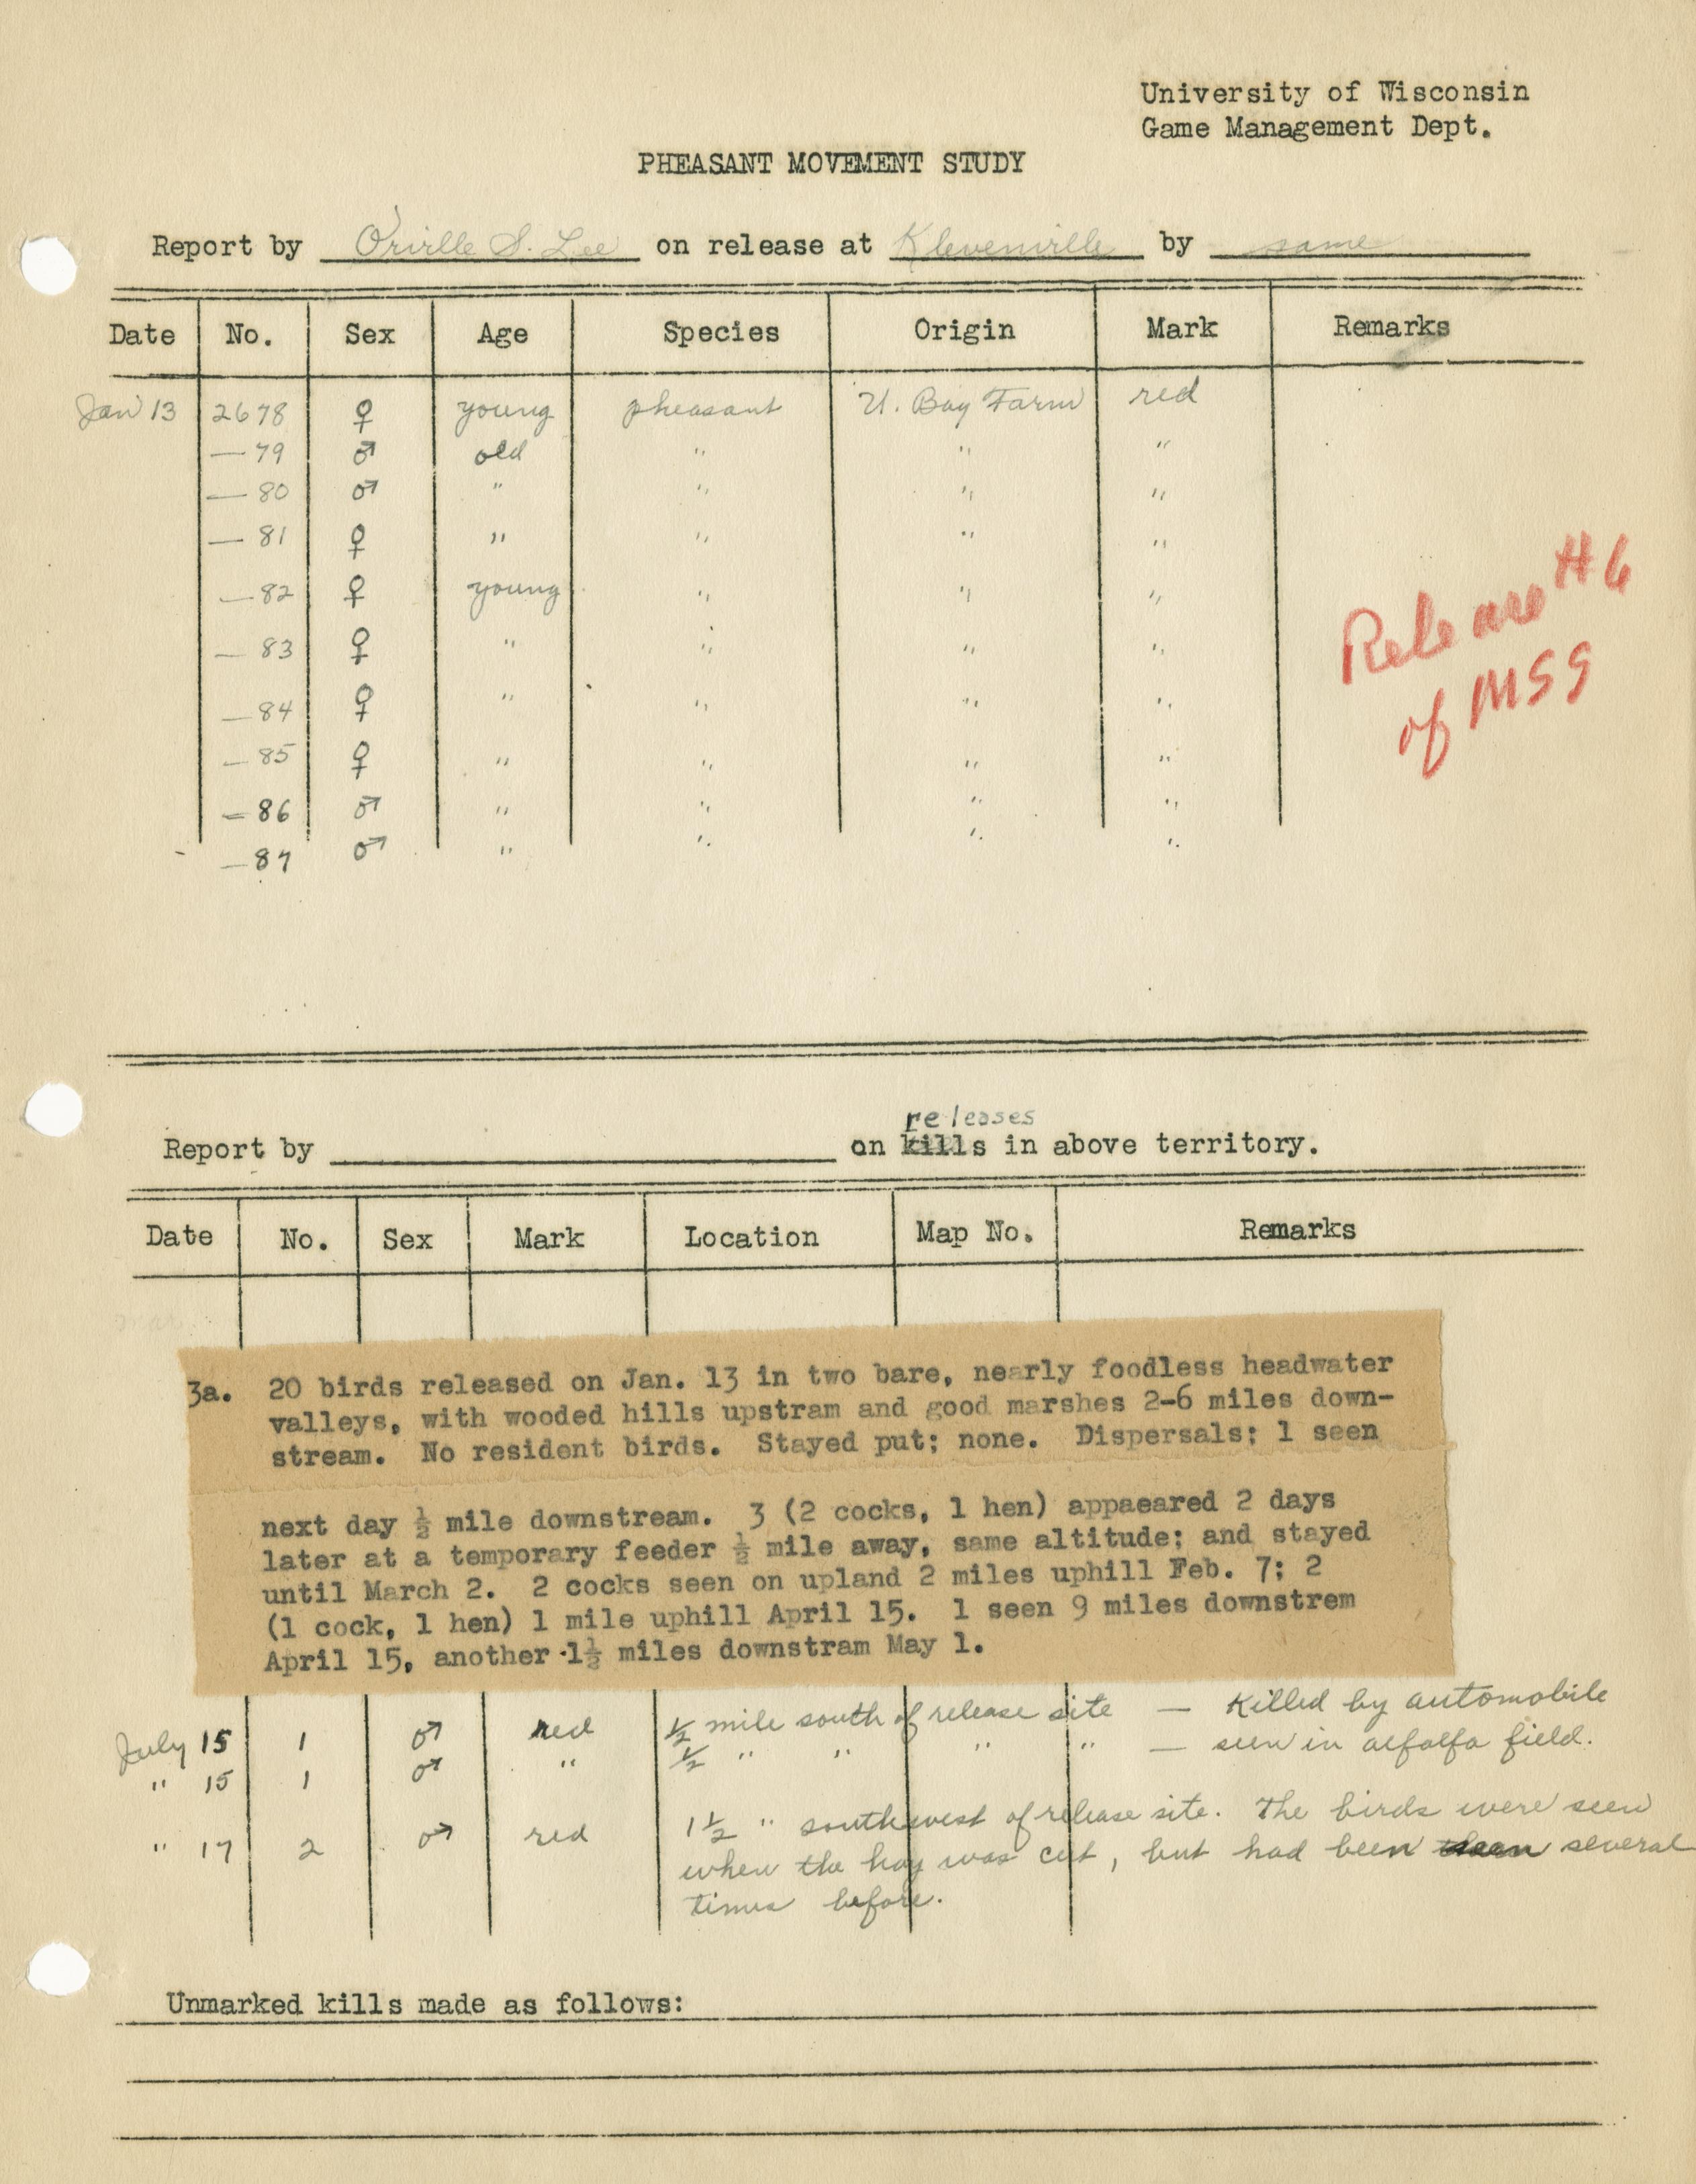 University of Wisconsin
Game Management Dept.
PHEASANT MOVEMENT STUDY
Report by Orville S. Lee on release at Klevenville by same
Date No. Sex Age Species Origin Mark Remarks
Jan 13 2678 ♀ young pheasant U. Bay Farm red
— 79 ♂ old " " "
— 80 ♂ " " " "
— 81 ♀ " " " "
— 82 ♀ young " " "
— 83 ♀ " " " "
— 84 ♀ " " " "
— 85 ♀ " " " "
— 86 ♂ " " " "
— 87 ♂ " " " "
Release #6
of MSS
releases
Report by on kills in above territory.
Date No. Sex Mark Location Map No. Remarks
Mar
3a. 20 birds released on Jan. 13 in two bare, nearly foodless headwater
valleys, with wooded hills upstram and good marshes 2-6 miles down-
stream. No resident birds. Stayed put: none. Dispersals: 1 seen
next day ½ mile downstream. 3 (2 cocks, 1 hen) appaeared 2 days
later at a temporary feeder ½ mile away, same altitude; and stayed
until March 2. 2 cocks seen on upland 2 miles uphill Feb. 7; 2
(1 cock, 1 hen) 1 mile uphill April 15. 1 seen 9 miles downstrem
April 15, another 1½ miles downstram May 1.
July 15 1 ♂ red ½ mile south of release site — Killed by automobile
" 15 1 ♂ " ½ " " " " — seen in alfalfa field.
" 17 2 ♂ red 1½ " southwest of release site. The birds were seen
when the hay was cut, but had been several
times before.
Unmarked kills made as follows: